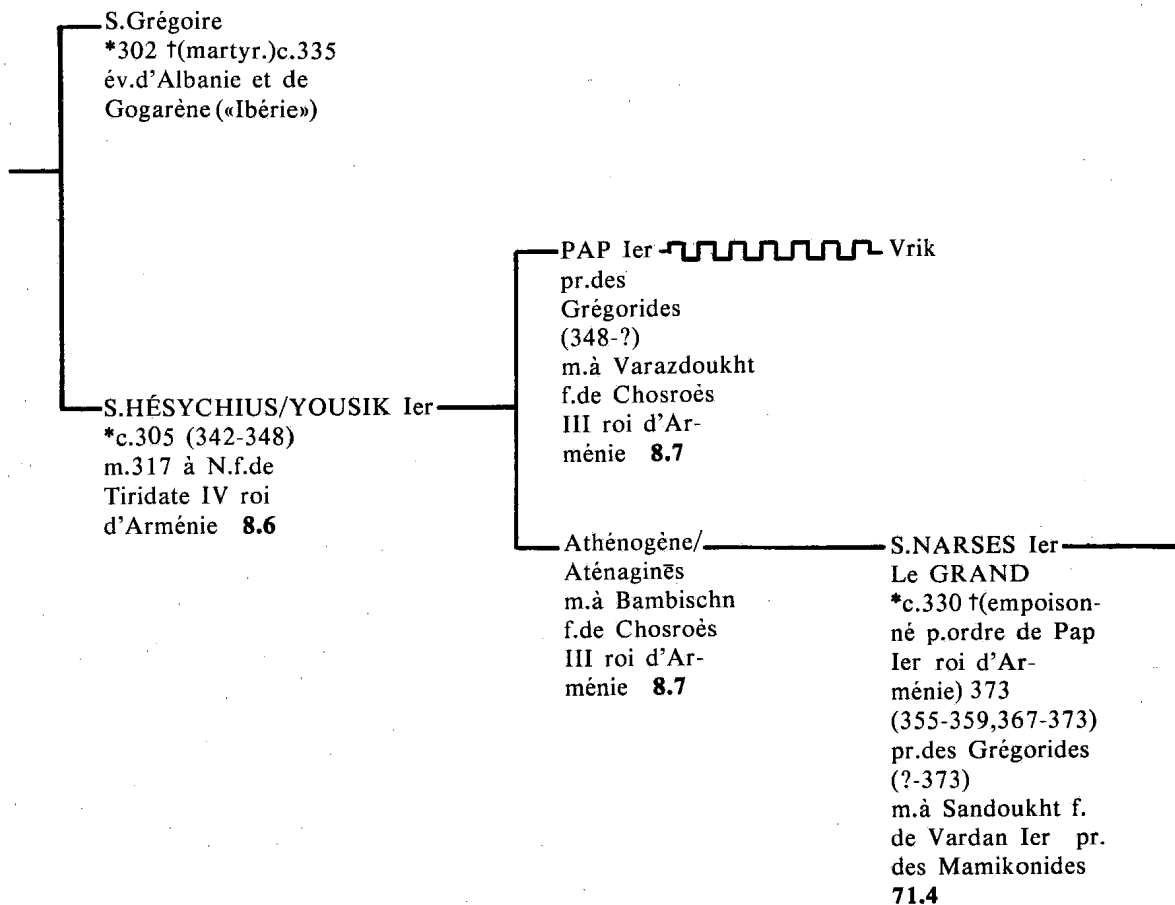 S.Grégoire
*302 †(martyr.)c.335
év.d'Albanie et de
Gogarène («Ibérie»)
PAP Ier
pr.des
Grégorides
(348-?)
m.à Varazdoukht
f.de Chosroès
III roi d'Ar-
ménie 8.7
Vrik
S.HÉSYCHIUS/YOUSIK Ier
*c.305 (342-348)
m.317 à N.f.de
Tiridate IV roi
d'Arménie 8.6
Athénogène/
Aténaginēs
m.à Bambischn
f.de Chosroès
III roi d'Ar-
ménie 8.7
S.NARSES Ier
Le GRAND
*c.330 †(empoison-
né p.ordre de Pap
Ier roi d'Ar-
ménie) 373
(355-359,367-373)
pr.des Grégorides
(?-373)
m.à Sandoukht f.
de Vardan Ier pr.
des Mamikonides
71.4